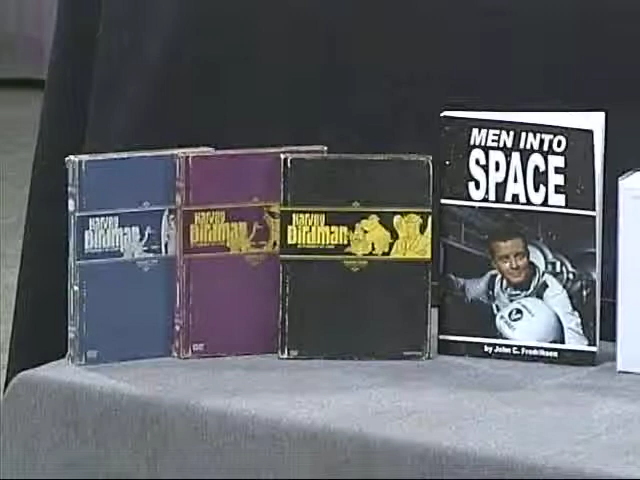 HARVEY
Birdman
HARVEY
Birdman
HARVEY
Birdman
MEN INTO
SPACE
by John C. Fredriksen